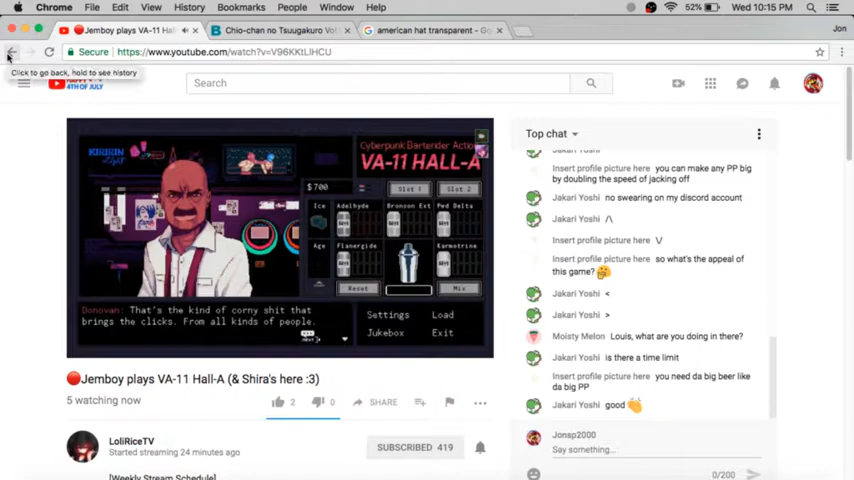 Chrome File Edit View History Bookmarks People Window Help 52% Wed 10:15 PM
Jemboy plays VA-11 Hall Chio-chan no Tsuugakuro Vol american hat transparent - Go Jon
Secure https://www.youtube.com/watch?v=V96KKtLIHCU
Click to go back, hold to see history
4TH OF JULY
Search
Top chat
KIRIKIN
Cyberpunk Bartender Actio
VA-11 HALL-A
$700 Slot 1 Slot 2
Ice Adelhyde Bronson Ext Pwd Delta
Age Flanergide Karmotrine
Reset Mix
Donovan: That's the kind of corny shit that
brings the clicks. From all kinds of people.
Settings Load
Jukebox Exit
Jakari Yoshi
Insert profile picture here you can make any PP big
by doubling the speed of jacking off
Jakari Yoshi no swearing on my discord account
Jakari Yoshi /\
Insert profile picture here \/
Insert profile picture here so what's the appeal of
this game?
Jakari Yoshi <
Jakari Yoshi >
Moisty Melon Louis, what are you doing in there?
Jakari Yoshi is there a time limit
Insert profile picture here you need da big beer like
da big PP
Jakari Yoshi good
Jonsp2000
Say something...
0/200
Jemboy plays VA-11 Hall-A (& Shira's here :3)
5 watching now
2 0 SHARE
LoliRiceTV
Started streaming 24 minutes ago
SUBSCRIBED 419
[Weekly Stream Schedule]